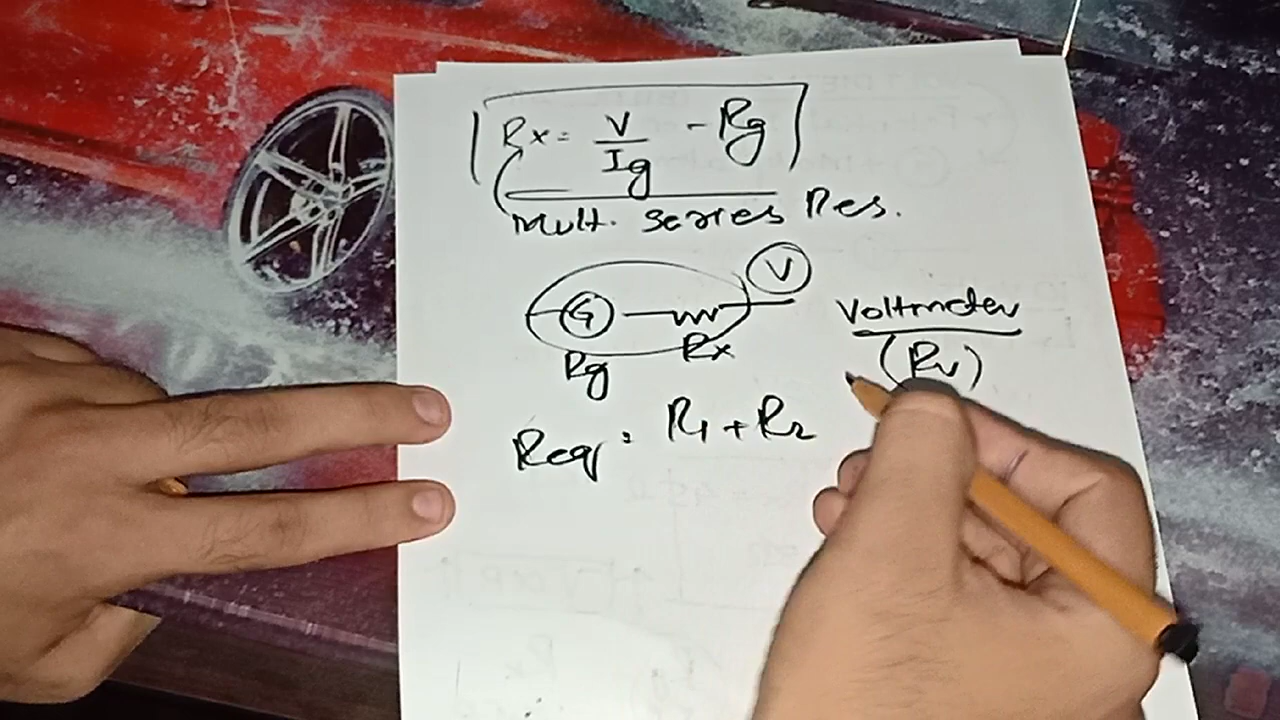 Rx = V/Ig - Rg
Mult. series Res.
V
G
Rg
Rx
Voltmeter
(Rv)
Req = R1 + R2